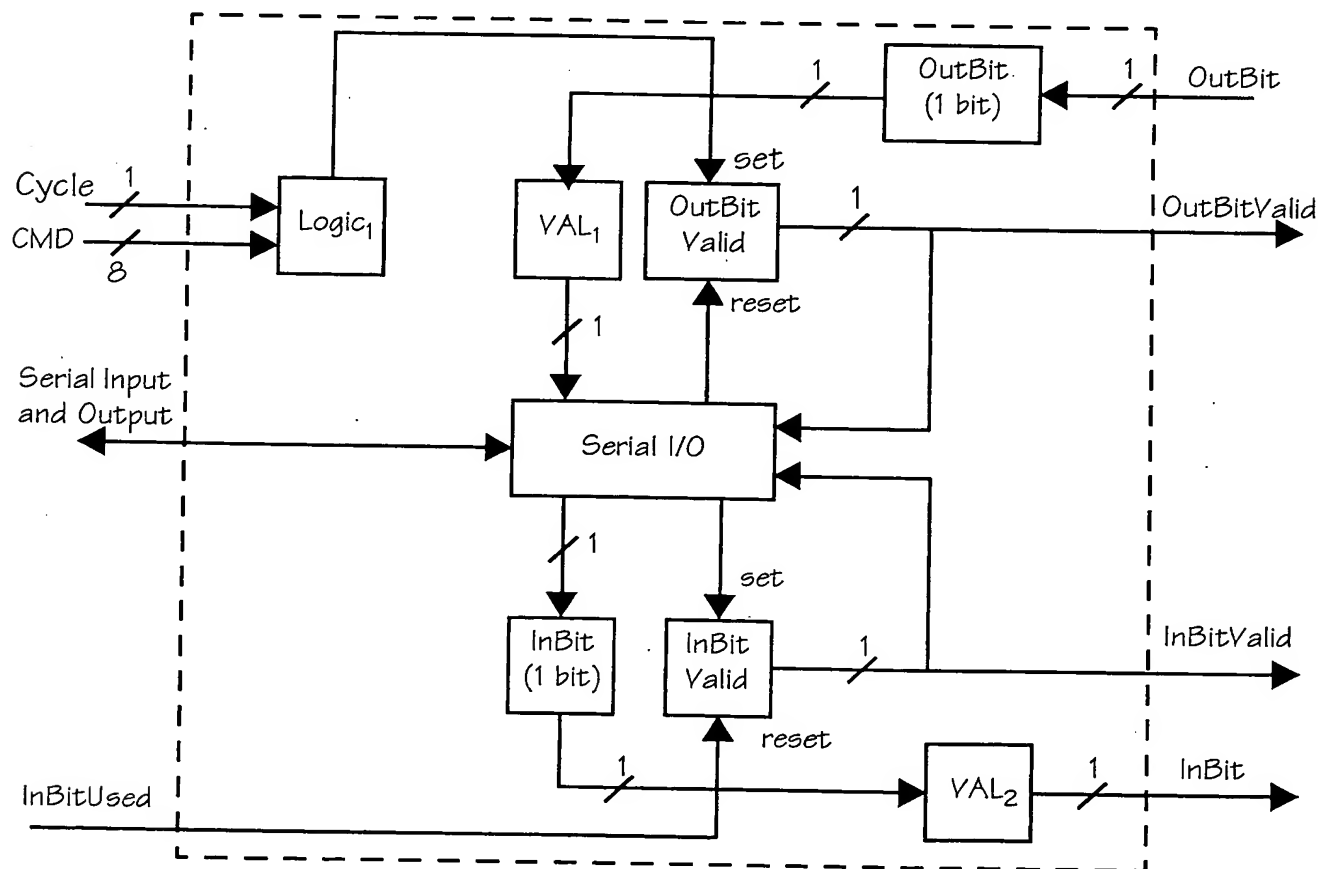 OutBit
(1 bit)
1
1
OutBit
set
Cycle
1
CMD
8
Logic1
VAL1
OutBit
Valid
1
OutBitValid
reset
1
Serial Input
and Output
Serial I/O
1
set
InBit
(1 bit)
InBit
Valid
1
InBitValid
reset
1
VAL2
1
InBit
InBitUsed